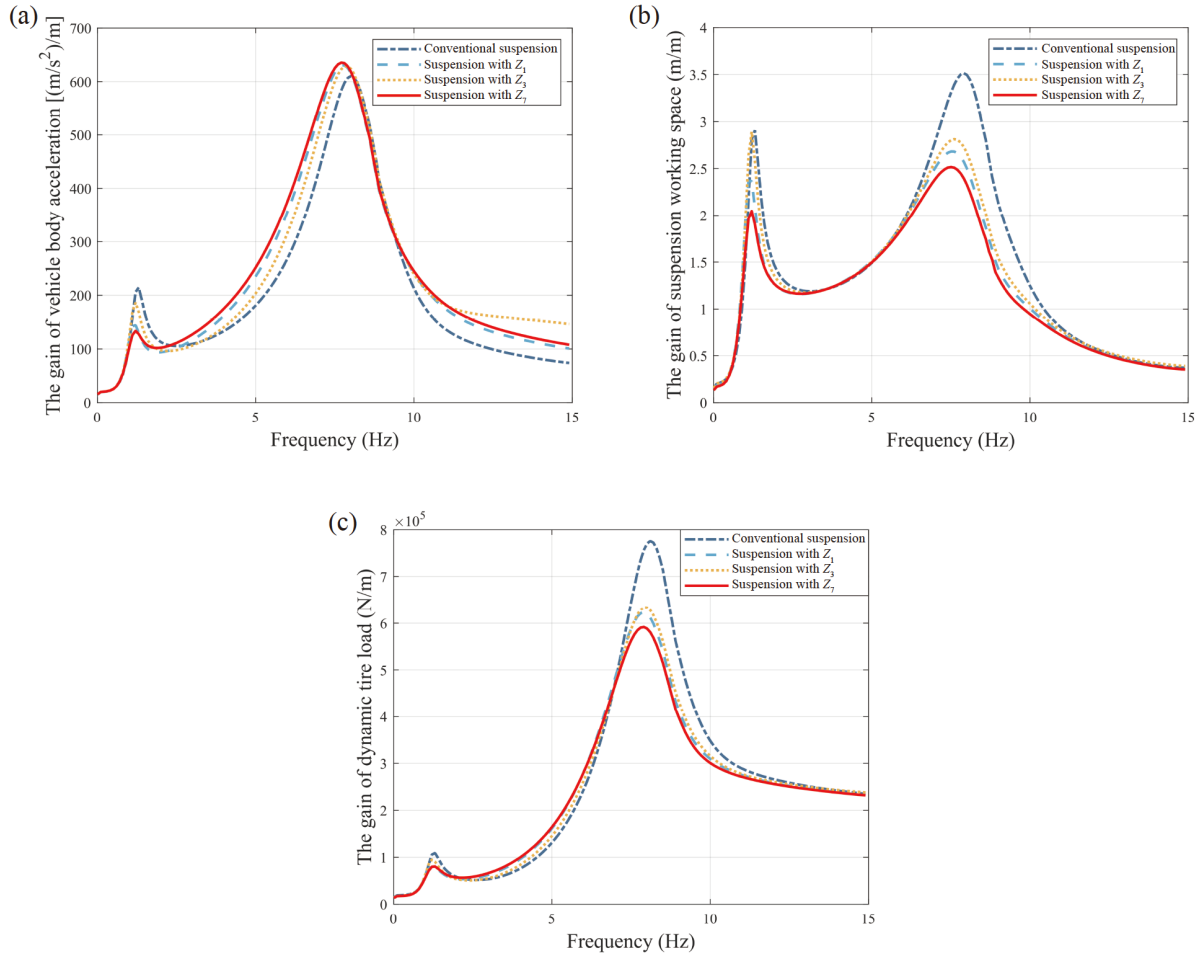 (a)
The gain of vehicle body acceleration [(m/s²)/m]
700
600
500
400
300
200
100
0
Conventional suspension
Suspension with Z₁
Suspension with Z₃
Suspension with Z₇
0 5 10 15
Frequency (Hz)
(b)
The gain of suspension working space (m/m)
4
3.5
3
2.5
2
1.5
1
0.5
0
Conventional suspension
Suspension with Z₁
Suspension with Z₃
Suspension with Z₇
0 5 10 15
Frequency (Hz)
(c)
The gain of dynamic tire load (N/m)
×10⁵
8
7
6
5
4
3
2
1
0
Conventional suspension
Suspension with Z₁
Suspension with Z₃
Suspension with Z₇
0 5 10 15
Frequency (Hz)